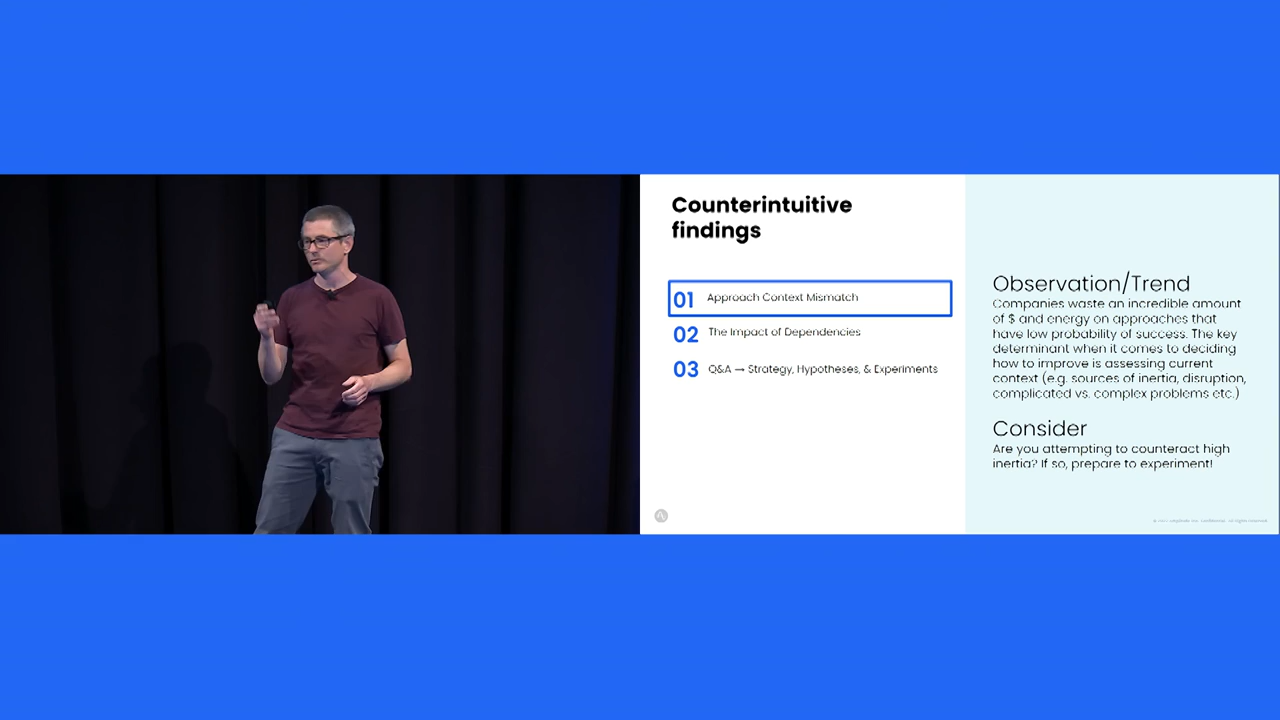 Counterintuitive
findings
01 Approach Context Mismatch
02 The Impact of Dependencies
03 Q&A → Strategy, Hypotheses, & Experiments
Observation/Trend
Companies waste an incredible amount
of $ and energy on approaches that
have low probability of success. The key
determinant when it comes to deciding
how to improve is assessing current
context (e.g. sources of inertia, disruption,
complicated vs. complex problems etc.)
Consider
Are you attempting to counteract high
inertia? If so, prepare to experiment!